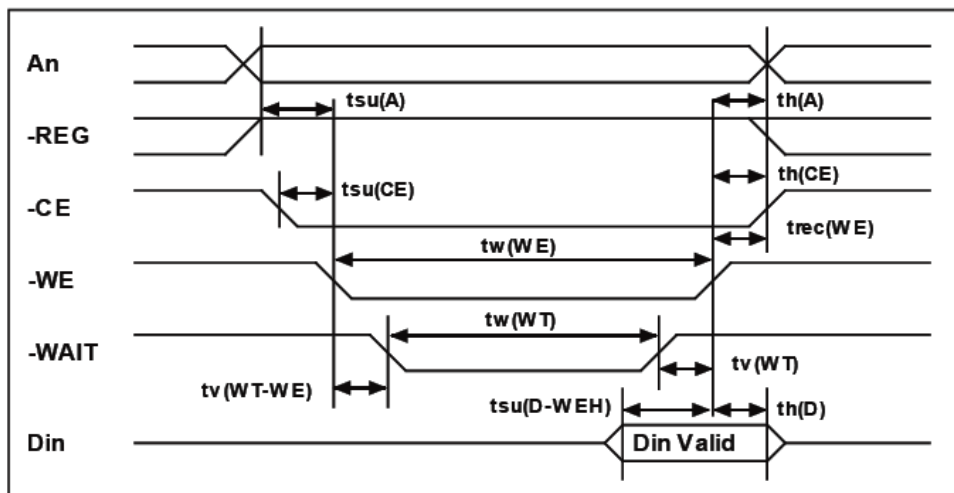 An
tsu(A)
th(A)
-REG
tsu(CE)
th(CE)
-CE
trec(WE)
tw(WE)
-WE
tw(WT)
-WAIT
tv(WT-WE)
tv(WT)
tsu(D-WEH)
th(D)
Din
Din Valid